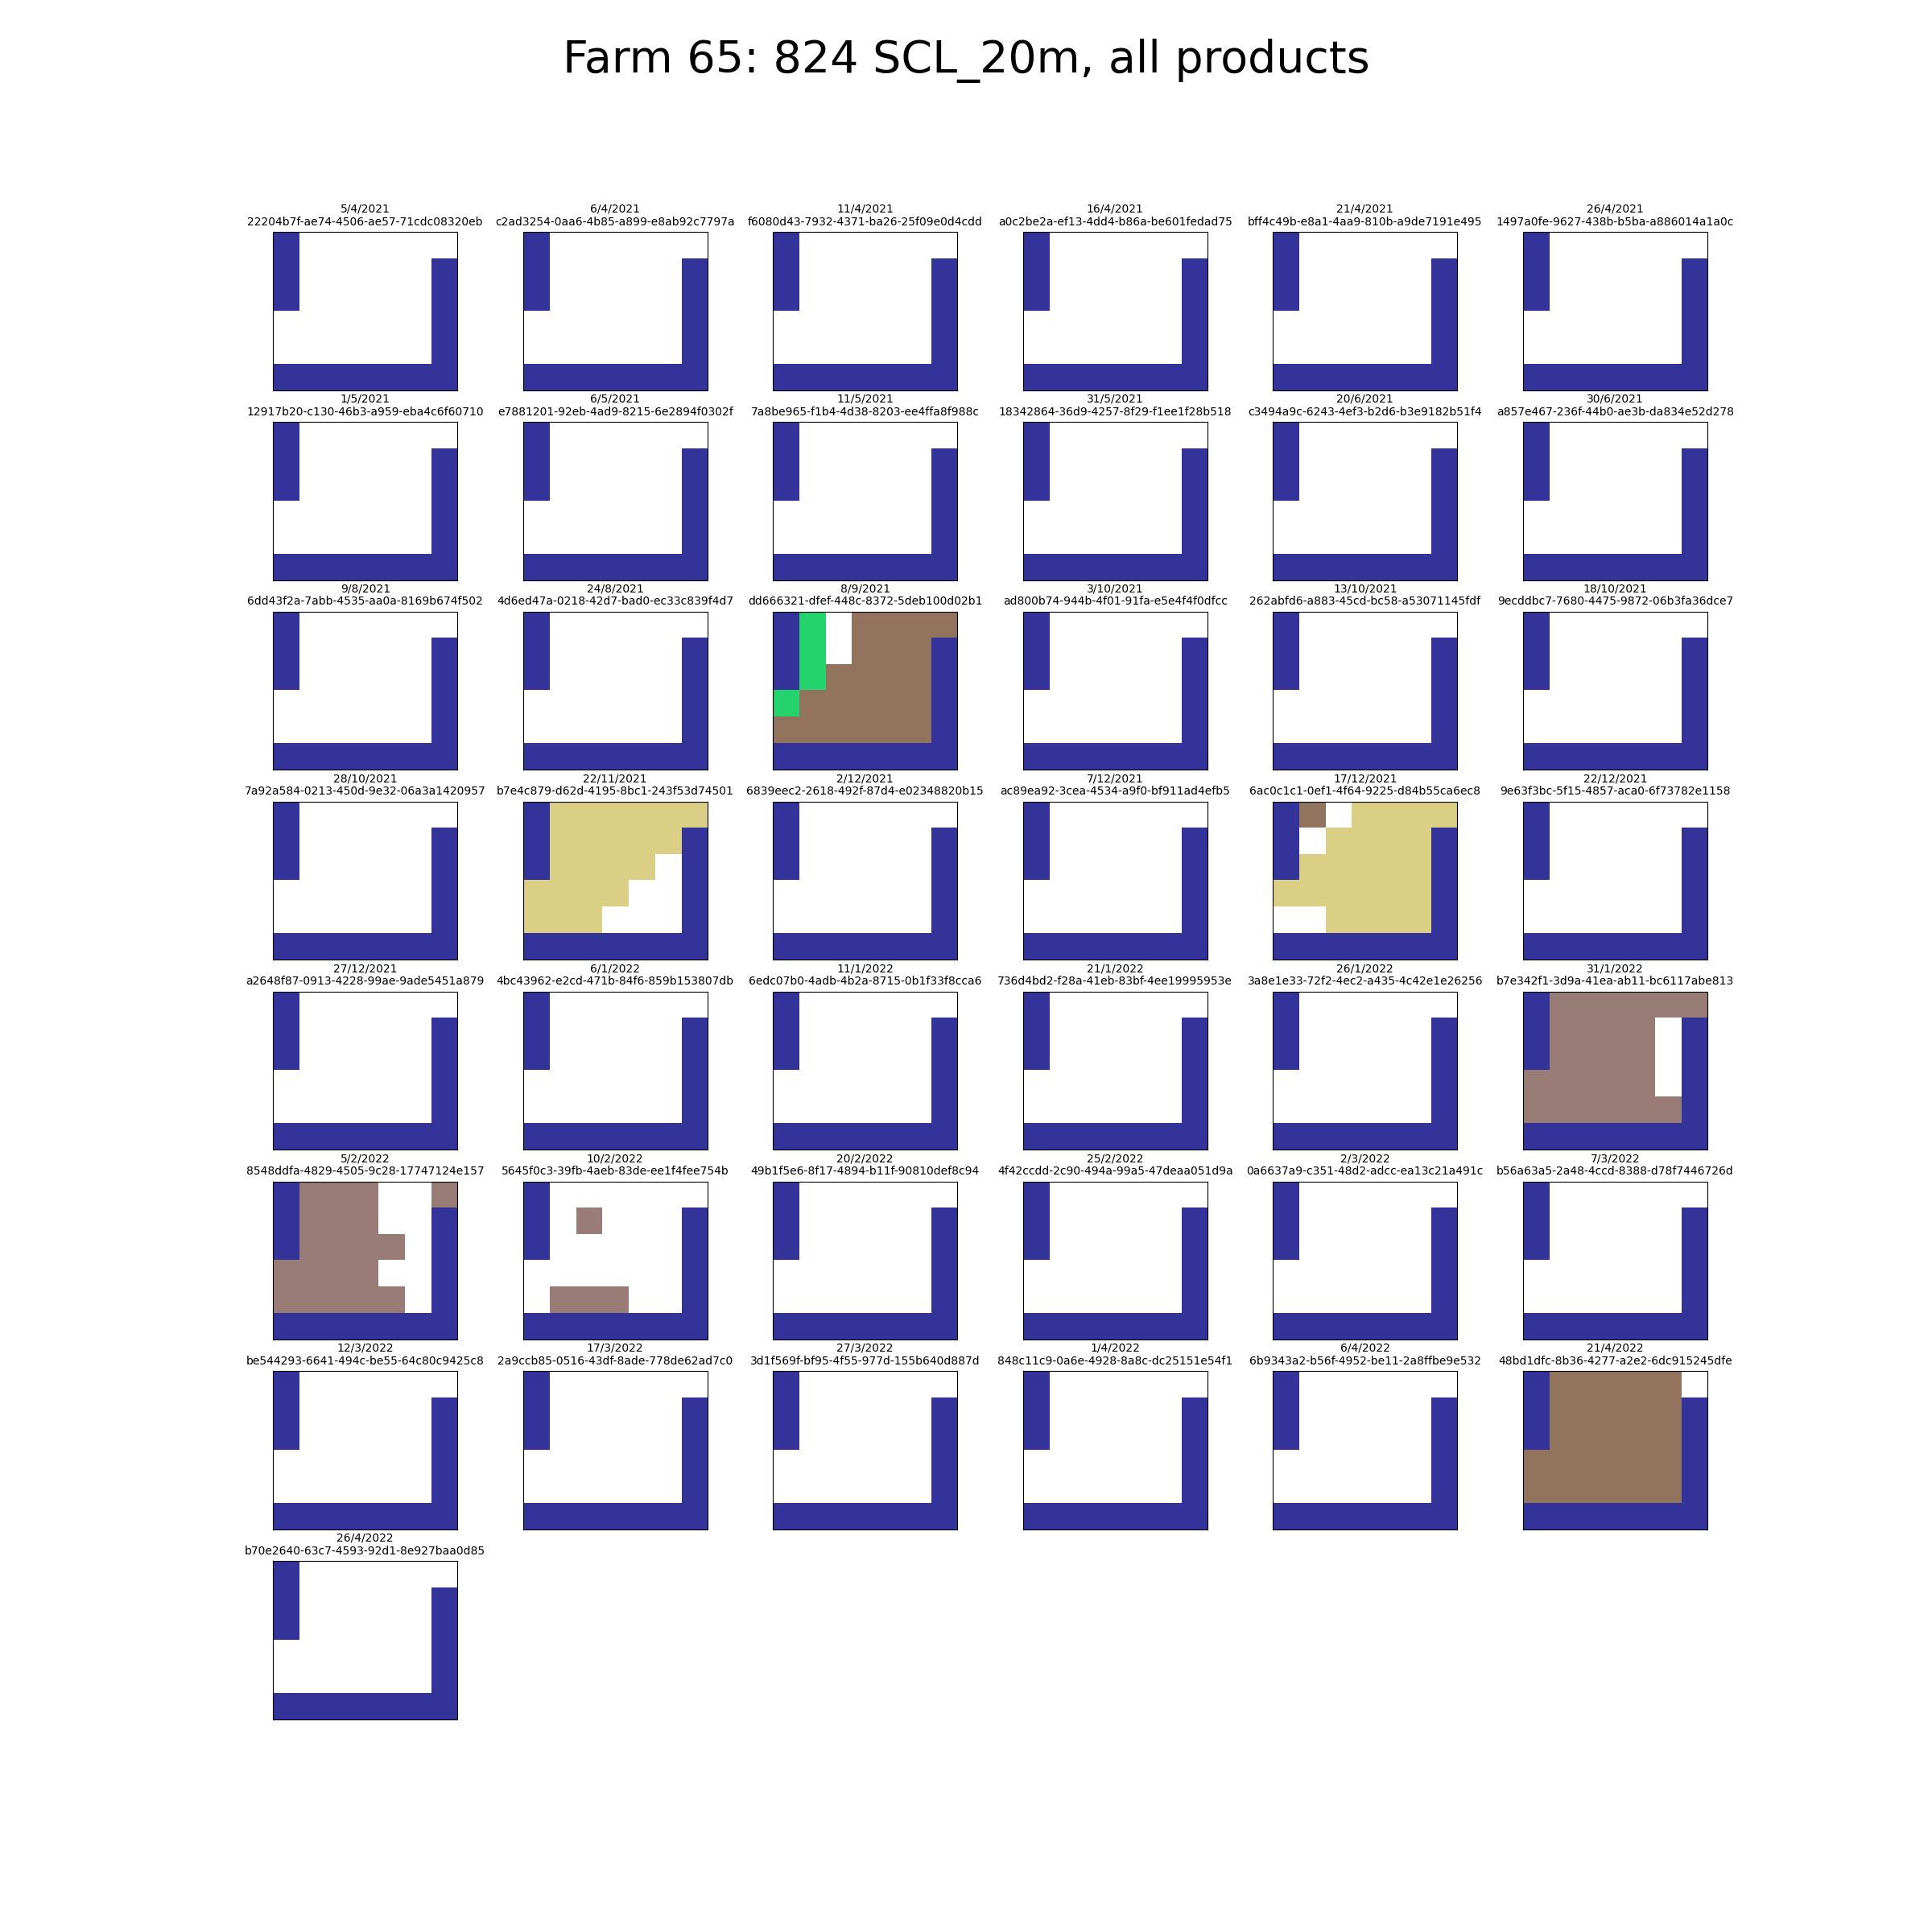 Farm 65: 824 SCL_20m, all products
5/4/2021
22204b7f-ae74-4506-ae57-71cdc08320eb
6/4/2021
c2ad3254-0aa6-4b85-a899-e8ab92c7797a
11/4/2021
f6080d43-7932-4371-ba26-25f09e0d4cdd
16/4/2021
a0c2be2a-ef13-4dd4-b86a-be601fedad75
21/4/2021
bff4c49b-e8a1-4aa9-810b-a9de7191e495
26/4/2021
1497a0fe-9627-438b-b5ba-a886014a1a0c
1/5/2021
12917b20-c130-46b3-a959-eba4c6f60710
6/5/2021
e7881201-92eb-4ad9-8215-6e2894f0302f
11/5/2021
7a8be965-f1b4-4d38-8203-ee4ffa8f988c
31/5/2021
18342864-36d9-4257-8f29-f1ee1f28b518
20/6/2021
c3494a9c-6243-4ef3-b2d6-b3e9182b51f4
30/6/2021
a857e467-236f-44b0-ae3b-da834e52d278
9/8/2021
6dd43f2a-7abb-4535-aa0a-8169b674f502
24/8/2021
4d6ed47a-0218-42d7-bad0-ec33c839f4d7
8/9/2021
dd666321-dfef-448c-8372-5deb100d02b1
3/10/2021
ad800b74-944b-4f01-91fa-e5e4f4f0dfcc
13/10/2021
262abfd6-a883-45cd-bc58-a53071145fdf
18/10/2021
9ecddbc7-7680-4475-9872-06b3fa36dce7
28/10/2021
7a92a584-0213-450d-9e32-06a3a1420957
22/11/2021
b7e4c879-d62d-4195-8bc1-243f53d74501
2/12/2021
6839eec2-2618-492f-87d4-e02348820b15
7/12/2021
ac89ea92-3cea-4534-a9f0-bf911ad4efb5
17/12/2021
6ac0c1c1-0ef1-4f64-9225-d84b55ca6ec8
22/12/2021
9e63f3bc-5f15-4857-aca0-6f73782e1158
27/12/2021
a2648f87-0913-4228-99ae-9ade5451a879
6/1/2022
4bc43962-e2cd-471b-84f6-859b153807db
11/1/2022
6edc07b0-4adb-4b2a-8715-0b1f33f8cca6
21/1/2022
736d4bd2-f28a-41eb-83bf-4ee19995953e
26/1/2022
3a8e1e33-72f2-4ec2-a435-4c42e1e26256
31/1/2022
b7e342f1-3d9a-41ea-ab11-bc6117abe813
5/2/2022
8548ddfa-4829-4505-9c28-17747124e157
10/2/2022
5645f0c3-39fb-4aeb-83de-ee1f4fee754b
20/2/2022
49b1f5e6-8f17-4894-b11f-90810def8c94
25/2/2022
4f42ccdd-2c90-494a-99a5-47deaa051d9a
2/3/2022
0a6637a9-c351-48d2-adcc-ea13c21a491c
7/3/2022
b56a63a5-2a48-4ccd-8388-d78f7446726d
12/3/2022
be544293-6641-494c-be55-64c80c9425c8
17/3/2022
2a9ccb85-0516-43df-8ade-778de62ad7c0
27/3/2022
3d1f569f-bf95-4f55-977d-155b640d887d
1/4/2022
848c11c9-0a6e-4928-8a8c-dc25151e54f1
6/4/2022
6b9343a2-b56f-4952-be11-2a8ffbe9e532
21/4/2022
48bd1dfc-8b36-4277-a2e2-6dc915245dfe
26/4/2022
b70e2640-63c7-4593-92d1-8e927baa0d85